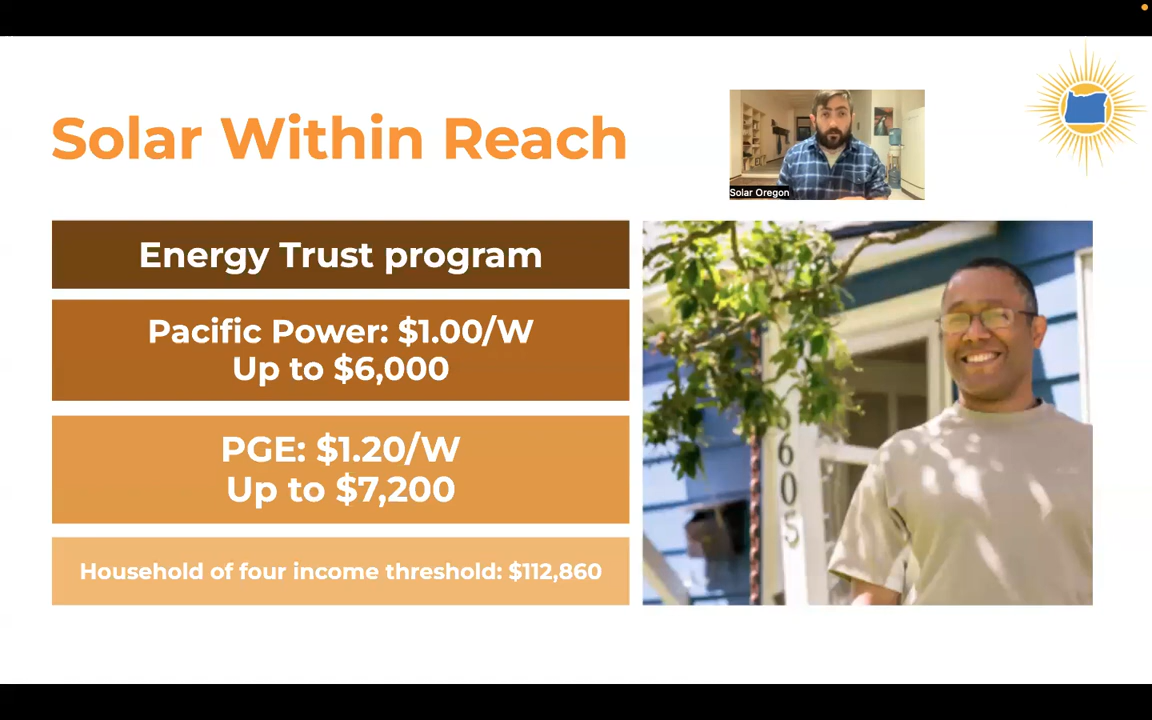 Solar Within Reach
Solar Oregon
Energy Trust program
Pacific Power: $1.00/W
Up to $6,000
PGE: $1.20/W
Up to $7,200
Household of four income threshold: $112,860
5605